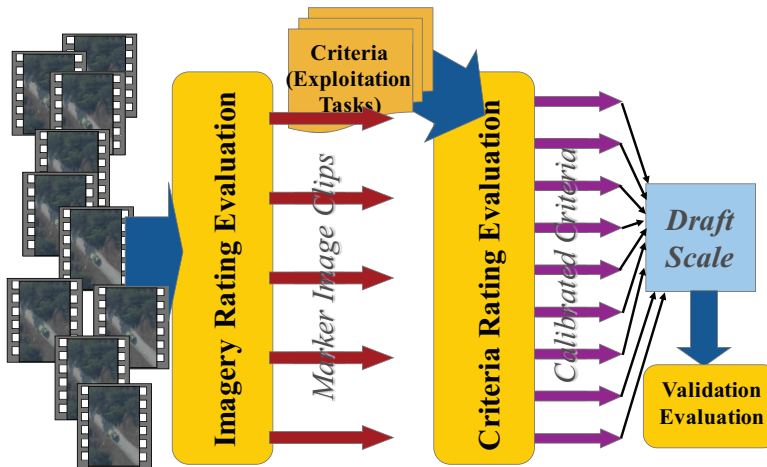 Imagery Rating Evaluation
Criteria
(Exploitation
Tasks)
Marker Image Clips
Criteria Rating Evaluation
Calibrated Criteria
Draft
Scale
Validation
Evaluation